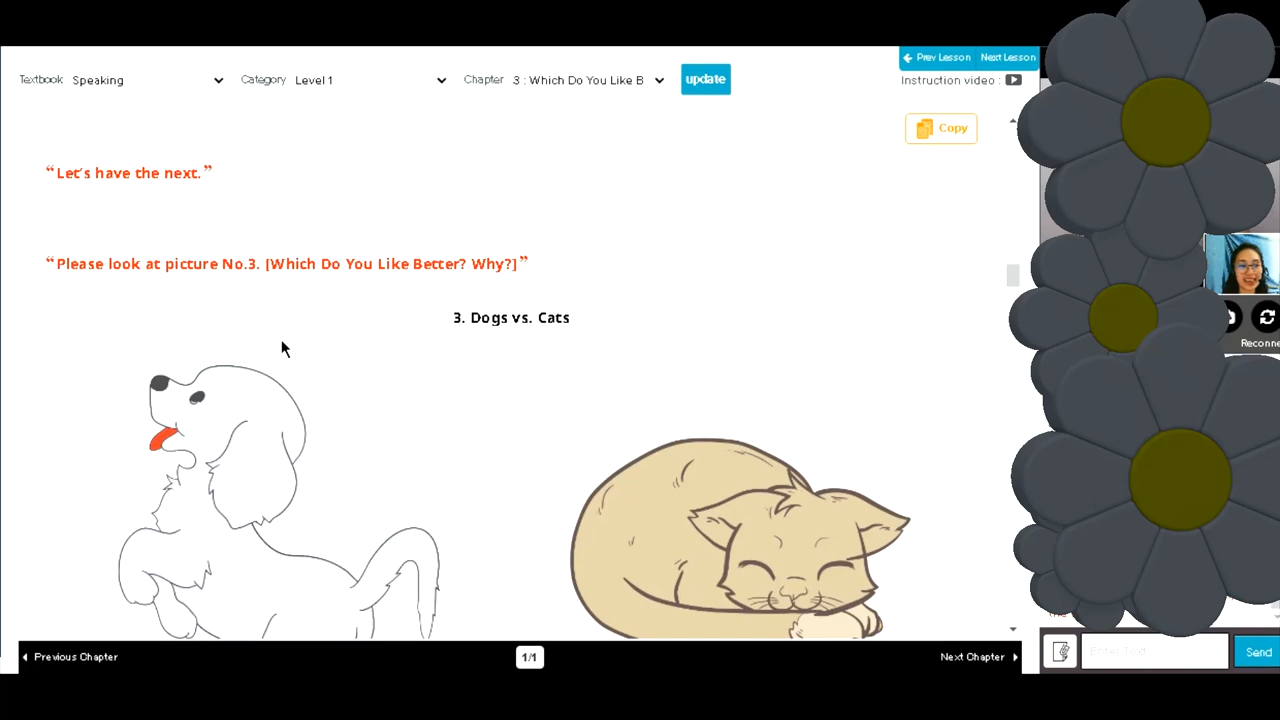 Prev Lesson Next Lesson
Textbook Speaking Category Level 1 Chapter 3 : Which Do You Like B update Instruction video :
Copy
“Let's have the next.”
“Please look at picture No.3. [Which Do You Like Better? Why?]”
3. Dogs vs. Cats
Reconne
Previous Chapter 1/1 Next Chapter
Enter Text Send